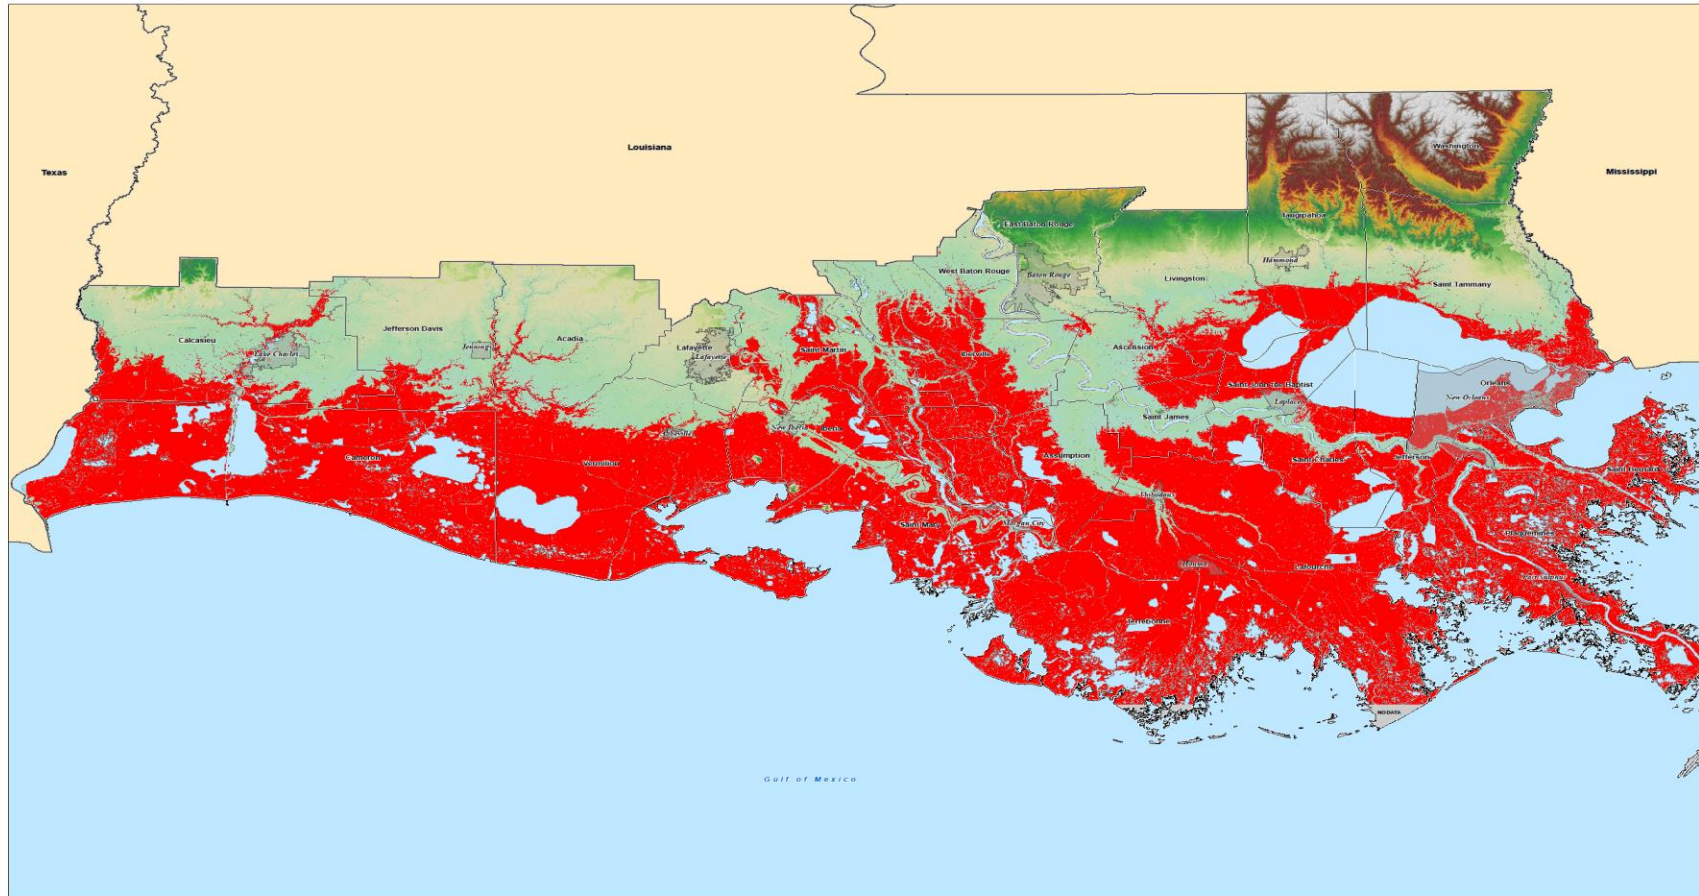 Louisiana
Texas
Mississippi
Washington
Tangipahoa
East Baton Rouge
Hammond
West Baton Rouge
Baton Rouge
Livingston
Saint Tammany
Calcasieu
Jefferson Davis
Acadia
Lafayette
Lafayette
Jennings
Lake Charles
Saint Martin
Iberville
Ascension
Saint John the Baptist
Orleans
New Orleans
Laplace
Saint James
Abbeville
New Iberia
Iberia
Cameron
Vermilion
Assumption
Saint Charles
Jefferson
Saint Bernard
Thibodaux
Saint Mary
Morgan City
Plaquemines
Houma
Lafourche
Port Sulphur
Terrebonne
NO DATA
Gulf of Mexico